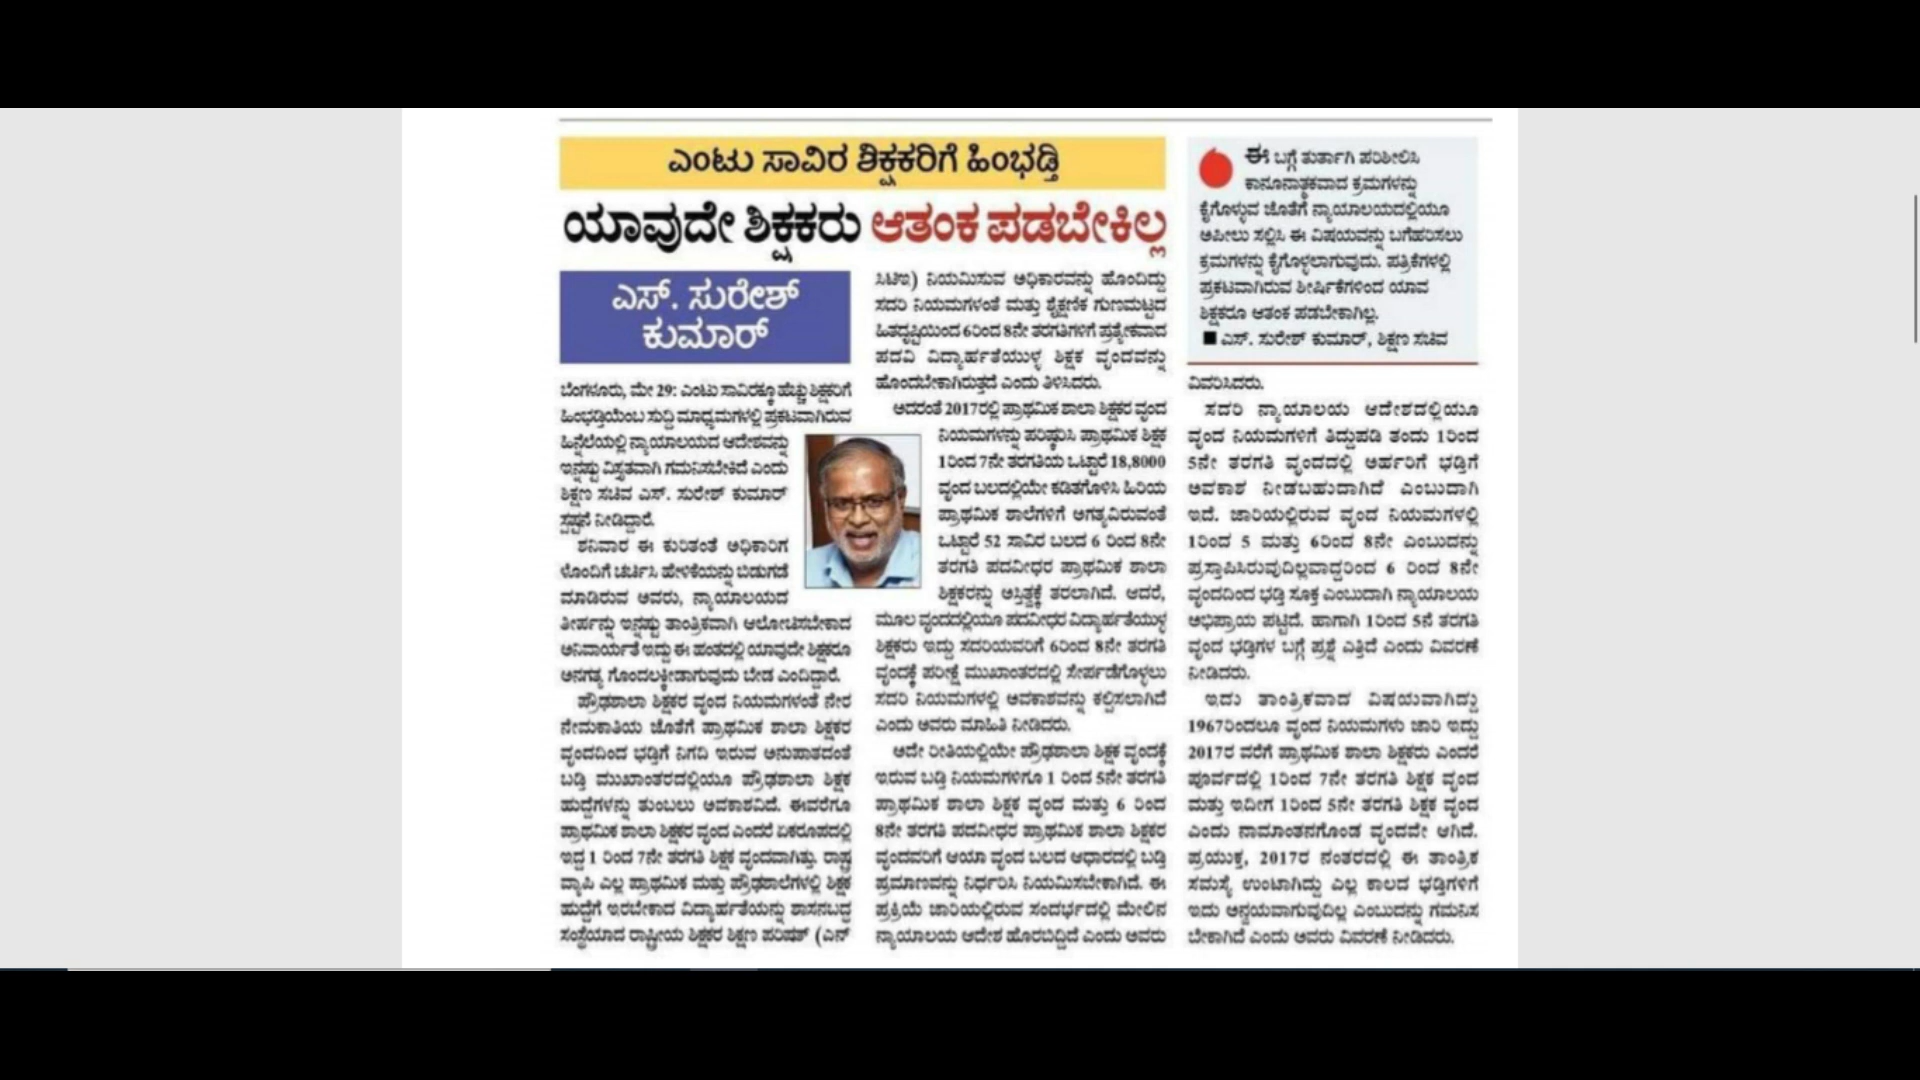 ಎಂಟು ಸಾವಿರ ಶಿಕ್ಷಕರಿಗೆ ಹಿಂಭಡ್ತಿ
ಯಾವುದೇ ಶಿಕ್ಷಕರು ಆತಂಕ ಪಡಬೇಕಿಲ್ಲ
ಎಸ್. ಸುರೇಶ್
ಕುಮಾರ್
ಬೆಂಗಳೂರು, ಮೇ 29: ಎಂಟು ಸಾವಿರಕ್ಕೂ ಹೆಚ್ಚು ಶಿಕ್ಷಕರಿಗೆ
ಹಿಂಭಡ್ತಿಯೆಂಬ ಸುದ್ದಿ ಮಾಧ್ಯಮಗಳಲ್ಲಿ ಪ್ರಕಟವಾಗಿರುವ
ಹಿನ್ನೆಲೆಯಲ್ಲಿ ನ್ಯಾಯಾಲಯದ ಆದೇಶವನ್ನು
ಇನ್ನಷ್ಟು ವಿಸ್ತೃತವಾಗಿ ಗಮನಿಸಬೇಕಿದೆ ಎಂದು
ಶಿಕ್ಷಣ ಸಚಿವ ಎಸ್. ಸುರೇಶ್ ಕುಮಾರ್
ಸ್ಪಷ್ಟನೆ ನೀಡಿದ್ದಾರೆ.
ಶನಿವಾರ ಈ ಕುರಿತಂತೆ ಅಧಿಕಾರಿಗ
ಳೊಂದಿಗೆ ಚರ್ಚಿಸಿ ಹೇಳಿಕೆಯನ್ನು ಬಿಡುಗಡೆ
ಮಾಡಿರುವ ಅವರು, ನ್ಯಾಯಾಲಯದ
ತೀರ್ಪನ್ನು ಇನ್ನಷ್ಟು ತಾಂತ್ರಿಕವಾಗಿ ಆಲೋಚಿಸಬೇಕಾದ
ಅನಿವಾರ್ಯತೆ ಇದ್ದು ಈ ಹಂತದಲ್ಲಿ ಯಾವುದೇ ಶಿಕ್ಷಕರೂ
ಅನಗತ್ಯ ಗೊಂದಲಕ್ಕೀಡಾಗುವುದು ಬೇಡ ಎಂದಿದ್ದಾರೆ.
ಪ್ರೌಢಶಾಲಾ ಶಿಕ್ಷಕರ ವೃಂದ ನಿಯಮಗಳಂತೆ ನೇರ
ನೇಮಕಾತಿಯ ಜೊತೆಗೆ ಪ್ರಾಥಮಿಕ ಶಾಲಾ ಶಿಕ್ಷಕರ
ವೃಂದದಿಂದ ಭಡ್ತಿಗೆ ನಿಗದಿ ಇರುವ ಅನುಪಾತದಂತೆ
ಬಡ್ತಿ ಮುಖಾಂತರದಲ್ಲಿಯೂ ಪ್ರೌಢಶಾಲಾ ಶಿಕ್ಷಕ
ಹುದ್ದೆಗಳನ್ನು ತುಂಬಲು ಅವಕಾಶವಿದೆ. ಈವರೆಗೂ
ಪ್ರಾಥಮಿಕ ಶಾಲಾ ಶಿಕ್ಷಕರ ವೃಂದ ಎಂದರೆ ಏಕರೂಪದಲ್ಲಿ
ಇದ್ದ 1 ರಿಂದ 7ನೇ ತರಗತಿ ಶಿಕ್ಷಕ ವೃಂದವಾಗಿತ್ತು. ರಾಷ್ಟ್ರ
ವ್ಯಾಪಿ ಎಲ್ಲ ಪ್ರಾಥಮಿಕ ಮತ್ತು ಪ್ರೌಢಶಾಲೆಗಳಲ್ಲಿ ಶಿಕ್ಷಕ
ಹುದ್ದೆಗೆ ಇರಬೇಕಾದ ವಿದ್ಯಾರ್ಹತೆಯನ್ನು ಶಾಸನಬದ್ಧ
ಸಂಸ್ಥೆಯಾದ ರಾಷ್ಟ್ರೀಯ ಶಿಕ್ಷಕರ ಶಿಕ್ಷಣ ಪರಿಷತ್ (ಎನ್
ಸಿಟಿಇ) ನಿಯಮಿಸುವ ಅಧಿಕಾರವನ್ನು ಹೊಂದಿದ್ದು
ಸದರಿ ನಿಯಮಗಳಂತೆ ಮತ್ತು ಶೈಕ್ಷಣಿಕ ಗುಣಮಟ್ಟದ
ಹಿತದೃಷ್ಟಿಯಿಂದ 6ರಿಂದ 8ನೇ ತರಗತಿಗಳಿಗೆ ಪ್ರತ್ಯೇಕವಾದ
ಪದವಿ ವಿದ್ಯಾರ್ಹತೆಯುಳ್ಳ ಶಿಕ್ಷಕ ವೃಂದವನ್ನು
ಹೊಂದಬೇಕಾಗಿರುತ್ತದೆ ಎಂದು ತಿಳಿಸಿದರು.
ಅದರಂತೆ 2017ರಲ್ಲಿ ಪ್ರಾಥಮಿಕ ಶಾಲಾ ಶಿಕ್ಷಕರ ವೃಂದ
ನಿಯಮಗಳನ್ನು ಪರಿಷ್ಕರಿಸಿ ಪ್ರಾಥಮಿಕ ಶಿಕ್ಷಕ
1ರಿಂದ 7ನೇ ತರಗತಿಯ ಒಟ್ಟಾರೆ 18,8000
ವೃಂದ ಬಲದಲ್ಲಿಯೇ ಕಡಿತಗೊಳಿಸಿ ಹಿರಿಯ
ಪ್ರಾಥಮಿಕ ಶಾಲೆಗಳಿಗೆ ಅಗತ್ಯವಿರುವಂತೆ
ಒಟ್ಟಾರೆ 52 ಸಾವಿರ ಬಲದ 6 ರಿಂದ 8ನೇ
ತರಗತಿ ಪದವೀಧರ ಪ್ರಾಥಮಿಕ ಶಾಲಾ
ಶಿಕ್ಷಕರನ್ನು ಅಸ್ತಿತ್ವಕ್ಕೆ ತರಲಾಗಿದೆ. ಆದರೆ,
ಮೂಲ ವೃಂದದಲ್ಲಿಯೂ ಪದವೀಧರ ವಿದ್ಯಾರ್ಹತೆಯುಳ್ಳ
ಶಿಕ್ಷಕರು ಇದ್ದು ಸದರಿಯವರಿಗೆ 6ರಿಂದ 8ನೇ ತರಗತಿ
ವೃಂದಕ್ಕೆ ಪರೀಕ್ಷೆ ಮುಖಾಂತರದಲ್ಲಿ ಸೇರ್ಪಡೆಗೊಳ್ಳಲು
ಸದರಿ ನಿಯಮಗಳಲ್ಲಿ ಅವಕಾಶವನ್ನು ಕಲ್ಪಿಸಲಾಗಿದೆ
ಎಂದು ಅವರು ಮಾಹಿತಿ ನೀಡಿದರು.
ಅದೇ ರೀತಿಯಲ್ಲಿಯೇ ಪ್ರೌಢಶಾಲಾ ಶಿಕ್ಷಕ ವೃಂದಕ್ಕೆ
ಇರುವ ಬಡ್ತಿ ನಿಯಮಗಳಿಗೂ 1 ರಿಂದ 5ನೇ ತರಗತಿ
ಪ್ರಾಥಮಿಕ ಶಾಲಾ ಶಿಕ್ಷಕ ವೃಂದ ಮತ್ತು 6 ರಿಂದ
8ನೇ ತರಗತಿ ಪದವೀಧರ ಪ್ರಾಥಮಿಕ ಶಾಲಾ ಶಿಕ್ಷಕರ
ವೃಂದವರಿಗೆ ಆಯಾ ವೃಂದ ಬಲದ ಆಧಾರದಲ್ಲಿ ಬಡ್ತಿ
ಪ್ರಮಾಣವನ್ನು ನಿರ್ಧರಿಸಿ ನಿಯಮಿಸಬೇಕಾಗಿದೆ. ಈ
ಪ್ರಕ್ರಿಯೆ ಜಾರಿಯಲ್ಲಿರುವ ಸಂದರ್ಭದಲ್ಲಿ ಮೇಲಿನ
ನ್ಯಾಯಾಲಯ ಆದೇಶ ಹೊರಬಿದ್ದಿದೆ ಎಂದು ಅವರು
ಈ ಬಗ್ಗೆ ತುರ್ತಾಗಿ ಪರಿಶೀಲಿಸಿ
ಕಾನೂನಾತ್ಮಕವಾದ ಕ್ರಮಗಳನ್ನು
ಕೈಗೊಳ್ಳುವ ಜೊತೆಗೆ ನ್ಯಾಯಾಲಯದಲ್ಲಿಯೂ
ಅಪೀಲು ಸಲ್ಲಿಸಿ ಈ ವಿಷಯವನ್ನು ಬಗೆಹರಿಸಲು
ಕ್ರಮಗಳನ್ನು ಕೈಗೊಳ್ಳಲಾಗುವುದು. ಪತ್ರಿಕೆಗಳಲ್ಲಿ
ಪ್ರಕಟವಾಗಿರುವ ಶೀರ್ಷಿಕೆಗಳಿಂದ ಯಾವ
ಶಿಕ್ಷಕರೂ ಆತಂಕ ಪಡಬೇಕಾಗಿಲ್ಲ.
■ ಎಸ್. ಸುರೇಶ್ ಕುಮಾರ್, ಶಿಕ್ಷಣ ಸಚಿವ
ವಿವರಿಸಿದರು.
ಸದರಿ ನ್ಯಾಯಾಲಯ ಆದೇಶದಲ್ಲಿಯೂ
ವೃಂದ ನಿಯಮಗಳಿಗೆ ತಿದ್ದುಪಡಿ ತಂದು 1ರಿಂದ
5ನೇ ತರಗತಿ ವೃಂದದಲ್ಲಿ ಅರ್ಹರಿಗೆ ಭಡ್ತಿಗೆ
ಅವಕಾಶ ನೀಡಬಹುದಾಗಿದೆ ಎಂಬುದಾಗಿ
ಇದೆ. ಜಾರಿಯಲ್ಲಿರುವ ವೃಂದ ನಿಯಮಗಳಲ್ಲಿ
1ರಿಂದ 5 ಮತ್ತು 6ರಿಂದ 8ನೇ ಎಂಬುದನ್ನು
ಪ್ರಸ್ತಾಪಿಸಿರುವುದಿಲ್ಲವಾದ್ದರಿಂದ 6 ರಿಂದ 8ನೇ
ವೃಂದದಿಂದ ಭಡ್ತಿ ಸೂಕ್ತ ಎಂಬುದಾಗಿ ನ್ಯಾಯಾಲಯ
ಅಭಿಪ್ರಾಯ ಪಟ್ಟಿದೆ. ಹಾಗಾಗಿ 1ರಿಂದ 5ನೆ ತರಗತಿ
ವೃಂದ ಭಡ್ತಿಗಳ ಬಗ್ಗೆ ಪ್ರಶ್ನೆ ಎತ್ತಿದೆ ಎಂದು ವಿವರಣೆ
ನೀಡಿದರು.
ಇದು ತಾಂತ್ರಿಕವಾದ ವಿಷಯವಾಗಿದ್ದು
1967ರಿಂದಲೂ ವೃಂದ ನಿಯಮಗಳು ಜಾರಿ ಇದ್ದು
2017ರ ವರೆಗೆ ಪ್ರಾಥಮಿಕ ಶಾಲಾ ಶಿಕ್ಷಕರು ಎಂದರೆ
ಪೂರ್ವದಲ್ಲಿ 1ರಿಂದ 7ನೇ ತರಗತಿ ಶಿಕ್ಷಕ ವೃಂದ
ಮತ್ತು ಇದೀಗ 1ರಿಂದ 5ನೇ ತರಗತಿ ಶಿಕ್ಷಕ ವೃಂದ
ಎಂದು ನಾಮಾಂತನಗೊಂಡ ವೃಂದವೇ ಆಗಿದೆ.
ಪ್ರಯುಕ್ತ, 2017ರ ನಂತರದಲ್ಲಿ ಈ ತಾಂತ್ರಿಕ
ಸಮಸ್ಯೆ ಉಂಟಾಗಿದ್ದು ಎಲ್ಲ ಕಾಲದ ಭಡ್ತಿಗಳಿಗೆ
ಇದು ಅನ್ವಯವಾಗುವುದಿಲ್ಲ ಎಂಬುದನ್ನು ಗಮನಿಸ
ಬೇಕಾಗಿದೆ ಎಂದು ಅವರು ವಿವರಣೆ ನೀಡಿದರು.